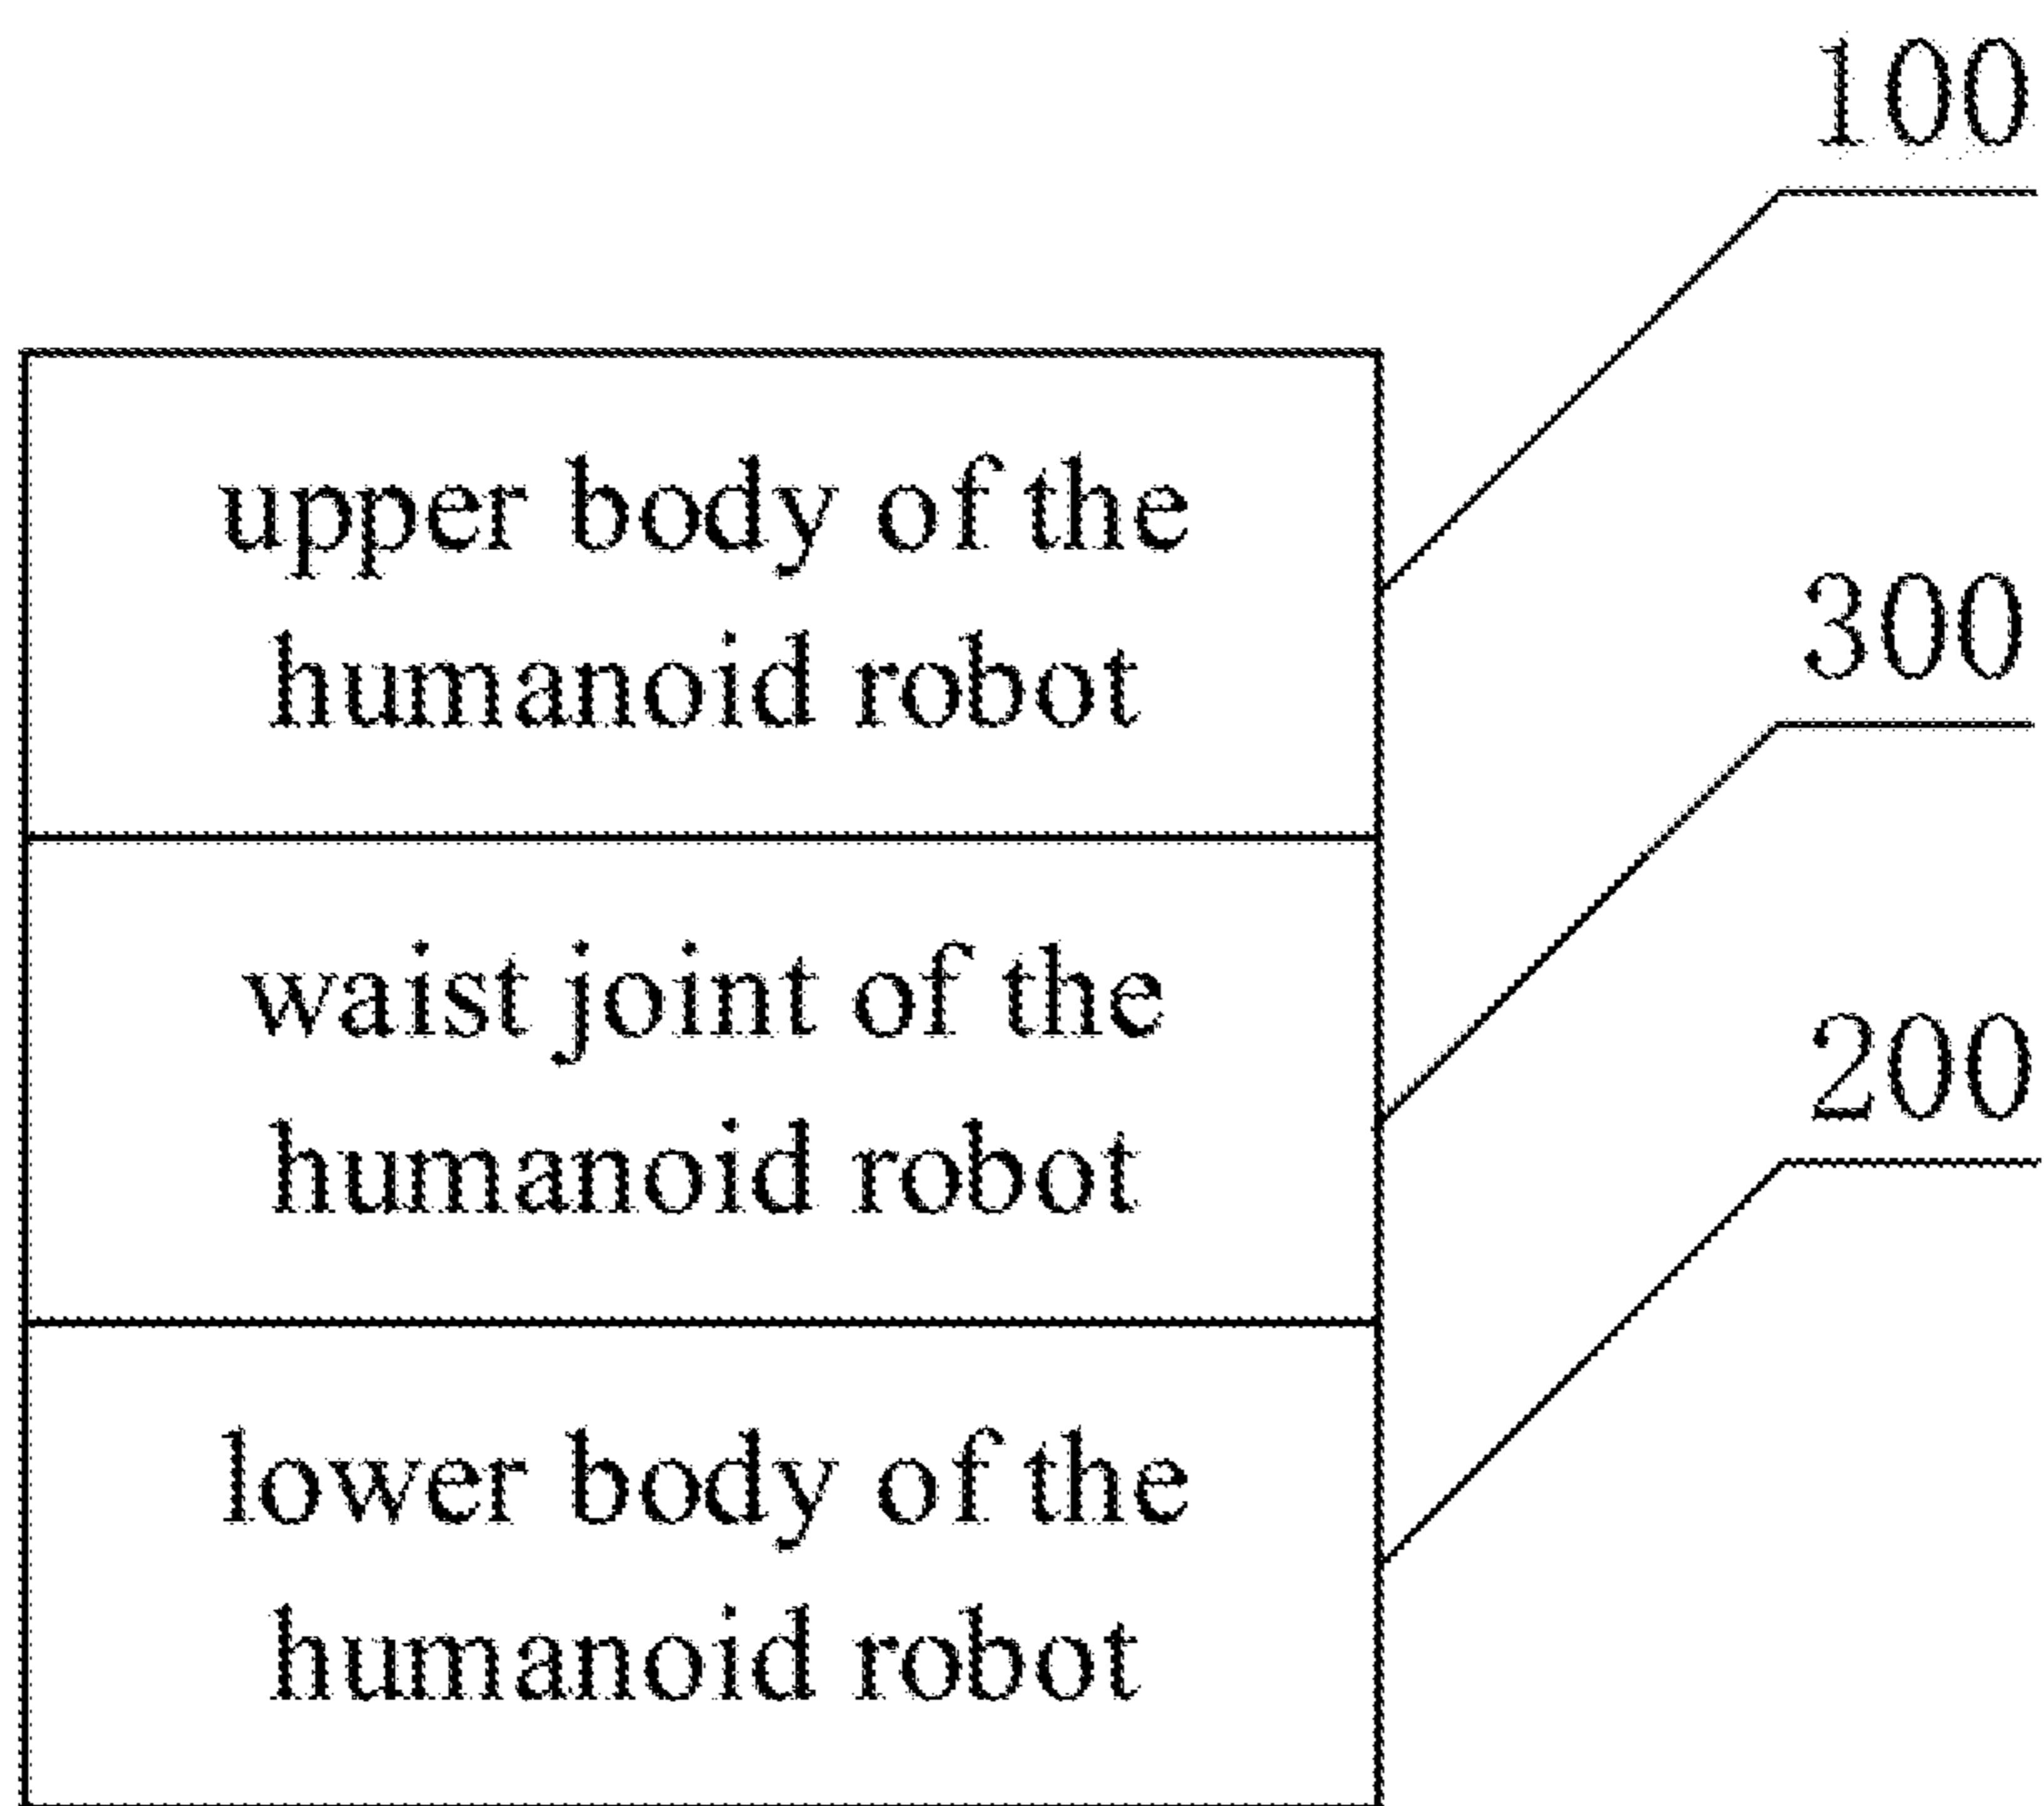 100
upper body of the
humanoid robot
300
waist joint of the
humanoid robot
200
lower body of the
humanoid robot